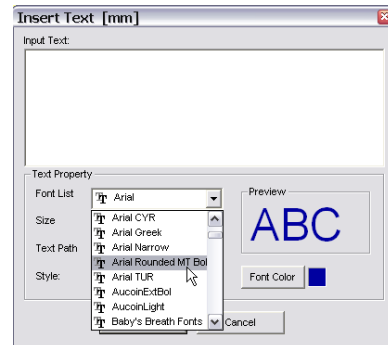 Insert Text [mm]
Input Text:
Text Property
Font List
Arial
Preview
ABC
Size
Arial CYR
Arial Greek
Text Path
Arial Narrow
Arial Rounded MT Bol
Style:
Arial TUR
Font Color
AucoinExtBol
AucoinLight
Baby's Breath Fonts
Cancel